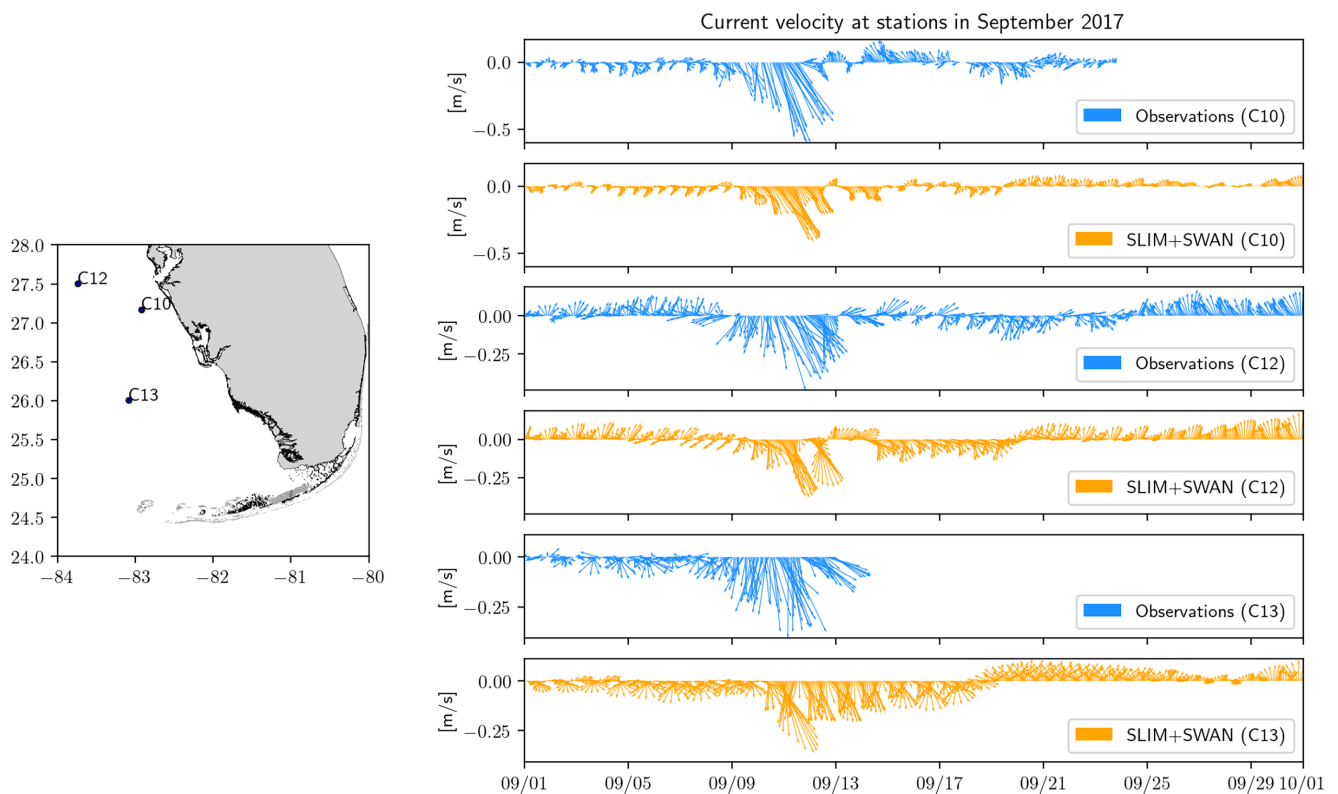 Current velocity at stations in September 2017
0.0
−0.5
[m/s]
Observations (C10)
0.0
−0.5
[m/s]
SLIM+SWAN (C10)
0.00
−0.25
[m/s]
Observations (C12)
0.00
−0.25
[m/s]
SLIM+SWAN (C12)
0.00
−0.25
[m/s]
Observations (C13)
0.00
−0.25
[m/s]
SLIM+SWAN (C13)
09/01 09/05 09/09 09/13 09/17 09/21 09/25 09/29 10/01
28.0
27.5
27.0
26.5
26.0
25.5
25.0
24.5
24.0
C12
C10
C13
−84 −83 −82 −81 −80